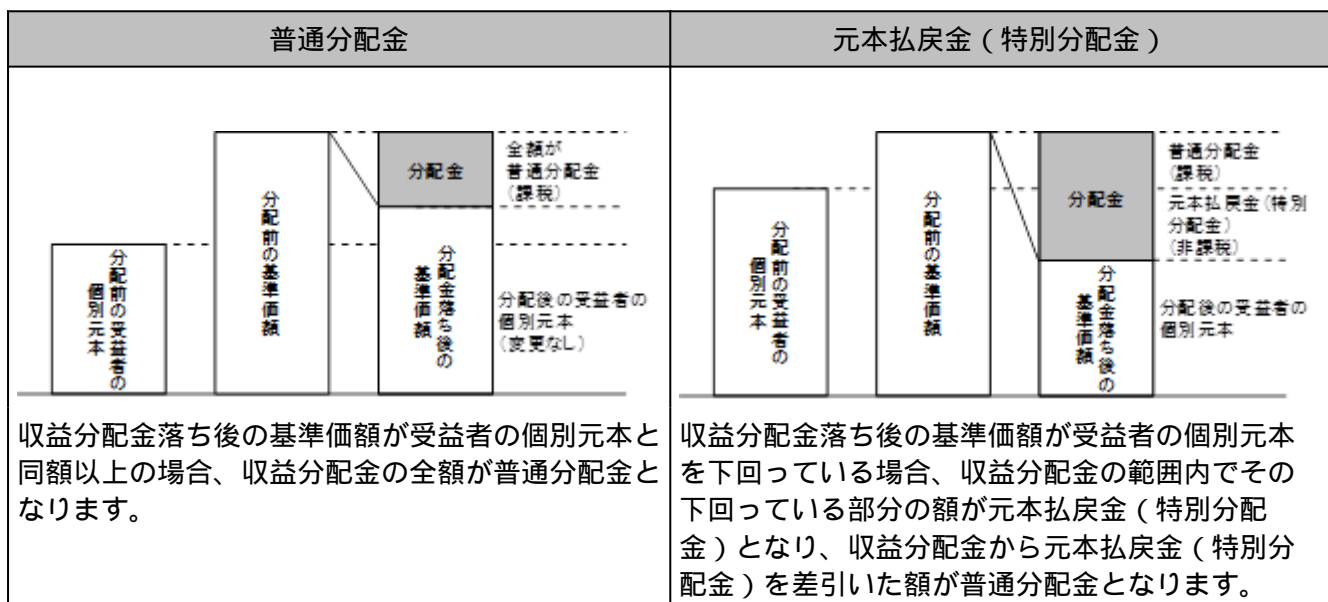 普通分配金
全額が
普通分配金
(課税)
分配金
分配前の基準価額
分配前の受益者の
個別元本
分配金落ち後の
基準価額
分配後の受益者の
個別元本
(変更なし)
収益分配金落ち後の基準価額が受益者の個別元本と
同額以上の場合、収益分配金の全額が普通分配金と
なります。
元本払戻金（特別分配金）
普通分配金
(課税)
元本払戻金(特別
分配金)
(非課税)
分配金
分配前の基準価額
分配前の受益者の
個別元本
分配金落ち後の
基準価額
分配後の受益者の
個別元本
収益分配金落ち後の基準価額が受益者の個別元本
を下回っている場合、収益分配金の範囲内でその
下回っている部分の額が元本払戻金（特別分配
金）となり、収益分配金から元本払戻金（特別分
配金）を差引いた額が普通分配金となります。